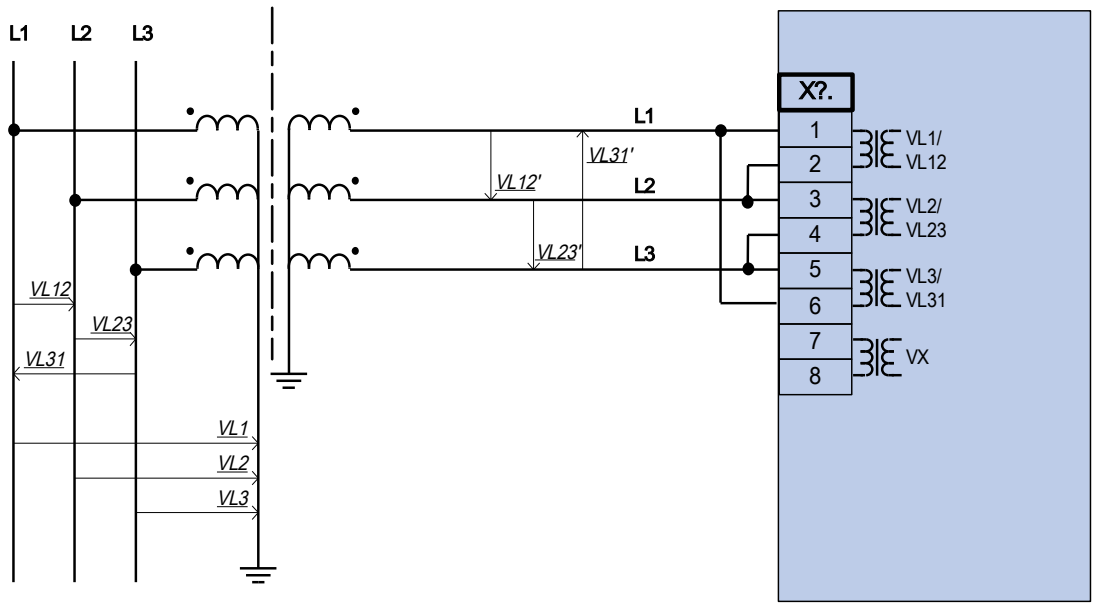 L1 L2 L3
X?.
L1
1
VL1/
VL12
VL31'
2
VL12'
L2
3
VL2/
VL23
4
VL23'
L3
5
VL3/
VL31
VL12
6
VL23
7
VX
VL31
8
VL1
VL2
VL3